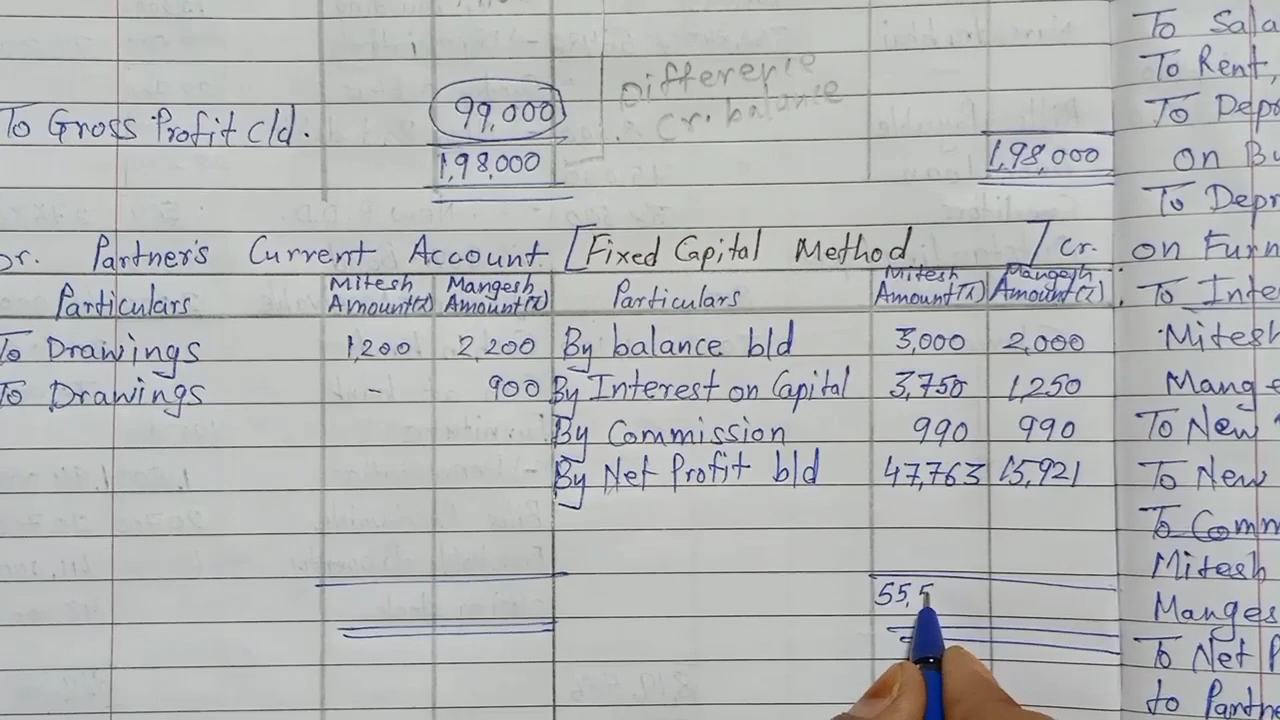 To Gross Profit c/d. 99,000 Difference Cr. balance
1,98,000 1,98,000
Dr. Partner's Current Account [Fixed Capital Method ] Cr.
Particulars Mitesh Amount(₹) Mangesh Amount(₹) Particulars Mitesh Amount(₹) Mangesh Amount(₹)
To Drawings 1,200 2,200 By balance b/d 3,000 2,000
To Drawings - 900 By Interest on Capital 3,750 1,250
By Commission 990 990
By Net Profit b/d 47,763 15,921
55,5
To Sala
To Rent,
To Depr
on Bu
To Depr
on Furn
To Inte
Mitesh
Mang
To New
To New
To Comm
Mitesh
Manges
To Net P
to Partne